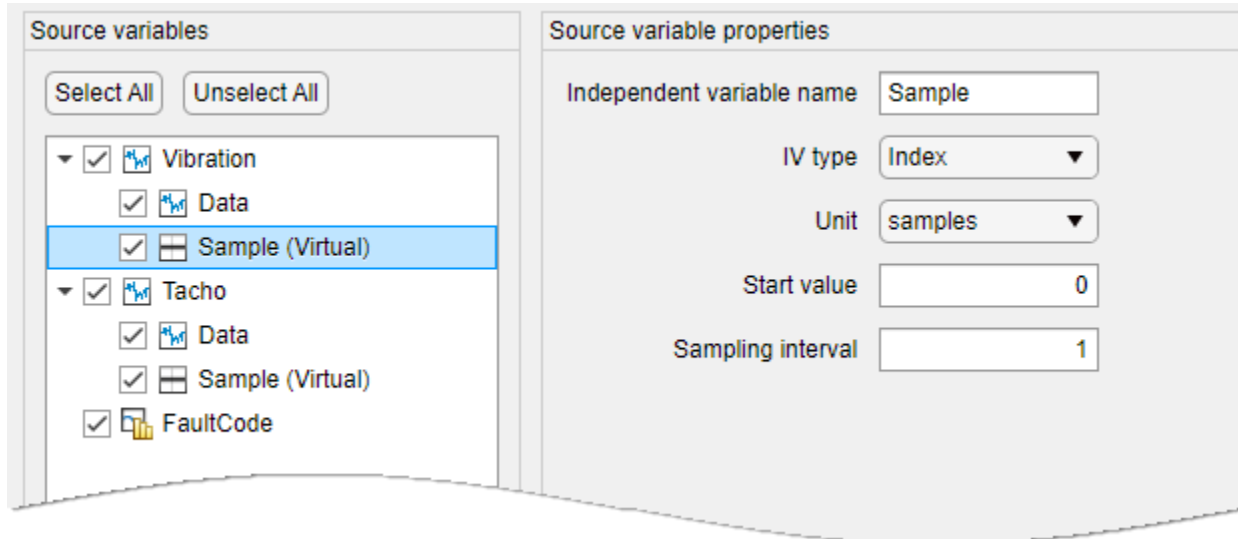 Source variables
Select All Unselect All
Vibration
Data
Sample (Virtual)
Tacho
Data
Sample (Virtual)
FaultCode
Source variable properties
Independent variable name Sample
IV type Index
Unit samples
Start value 0
Sampling interval 1